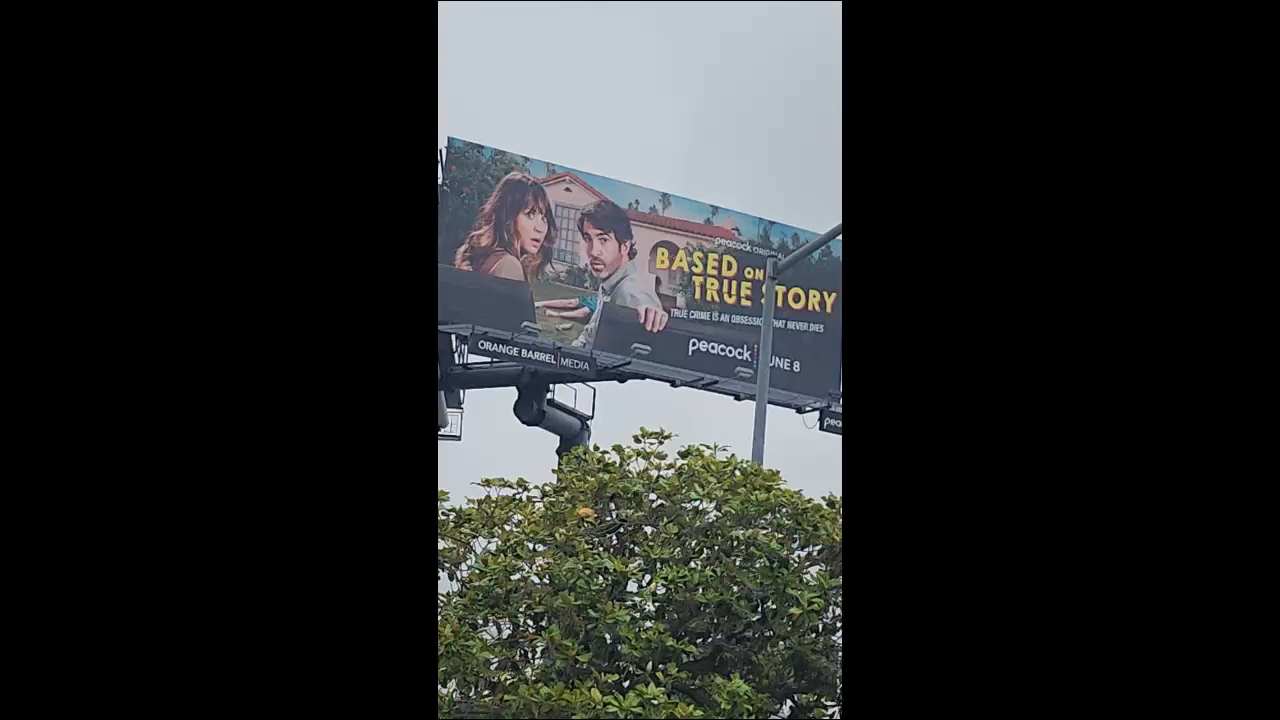 peacock ORIGINAL
BASED ON
TRUE STORY
TRUE CRIME IS AN OBSESSION THAT NEVER DIES
peacock JUNE 8
ORANGE BARREL MEDIA